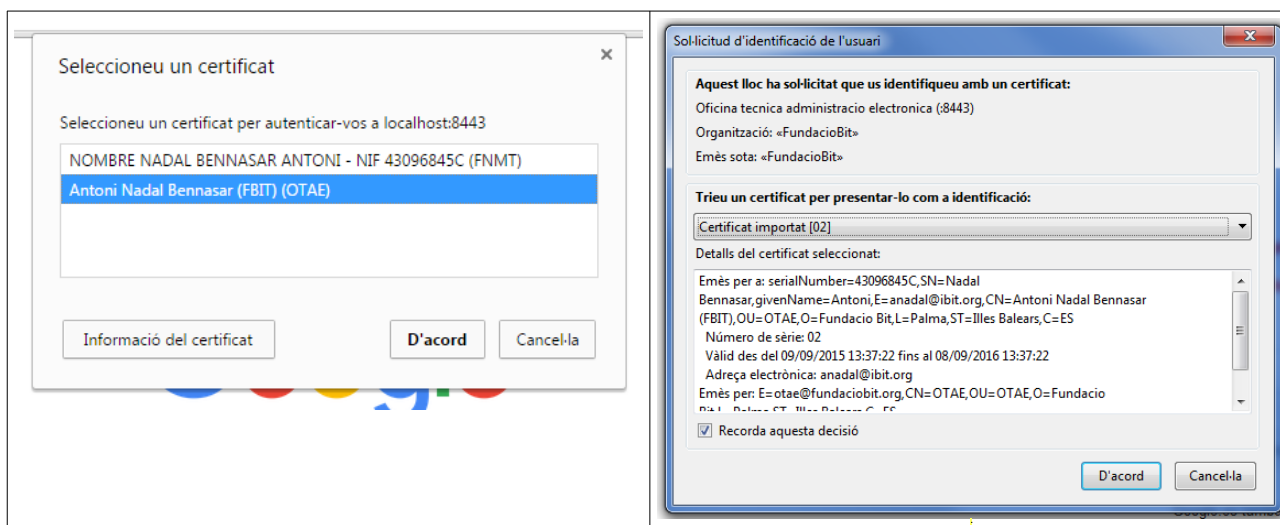 Seleccioneu un certificat
Seleccioneu un certificat per autenticar-vos a localhost:8443
NOMBRE NADAL BENNASAR ANTONI - NIF 43096845C (FNMT)
Antoni Nadal Bennasar (FBIT) (OTAE)
Informació del certificat
D'acord
Cancel·la
Sol·licitud d'identificació de l'usuari
Aquest lloc ha sol·licitat que us identifiqueu amb un certificat:
Oficina tecnica administracio electronica (:8443)
Organització: «FundacioBit»
Emès sota: «FundacioBit»
Trieu un certificat per presentar-lo com a identificació:
Certificat importat [02]
Detalls del certificat seleccionat:
Emès per a: serialNumber=43096845C,SN=Nadal
Bennasar,givenName=Antoni,E=anadal@ibit.org,CN=Antoni Nadal Bennasar
(FBIT),OU=OTAE,O=Fundacio Bit,L=Palma,ST=Illes Balears,C=ES
Número de sèrie: 02
Vàlid des del 09/09/2015 13:37:22 fins al 08/09/2016 13:37:22
Adreça electrònica: anadal@ibit.org
Emès per: E=otae@fundaciobit.org,CN=OTAE,OU=OTAE,O=Fundacio
Recorda aquesta decisió
D'acord
Cancel·la